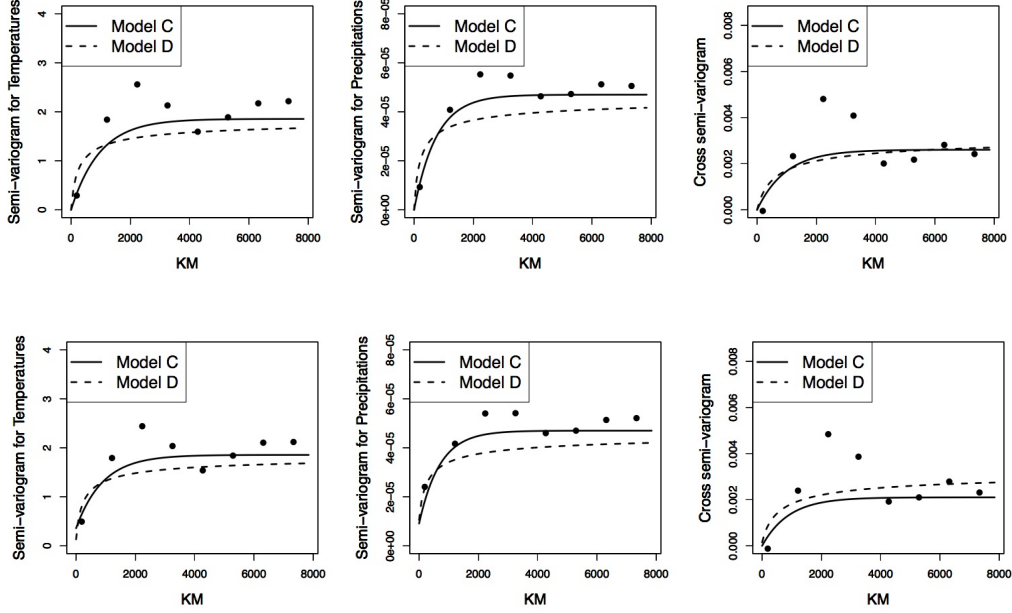 Semi−variogram for Temperatures
4
3
2
1
0
Model C
Model D
0 2000 4000 6000 8000
KM
Semi−variogram for Precipitations
8e−05
6e−05
4e−05
2e−05
0e+00
Model C
Model D
0 2000 4000 6000 8000
KM
Cross semi−variogram
0.008
0.006
0.004
0.002
0.000
Model C
Model D
0 2000 4000 6000 8000
KM
Semi−variogram for Temperatures
4
3
2
1
0
Model C
Model D
0 2000 4000 6000 8000
KM
Semi−variogram for Precipitations
8e−05
6e−05
4e−05
2e−05
0e+00
Model C
Model D
0 2000 4000 6000 8000
KM
Cross semi−variogram
0.008
0.006
0.004
0.002
0.000
Model C
Model D
0 2000 4000 6000 8000
KM